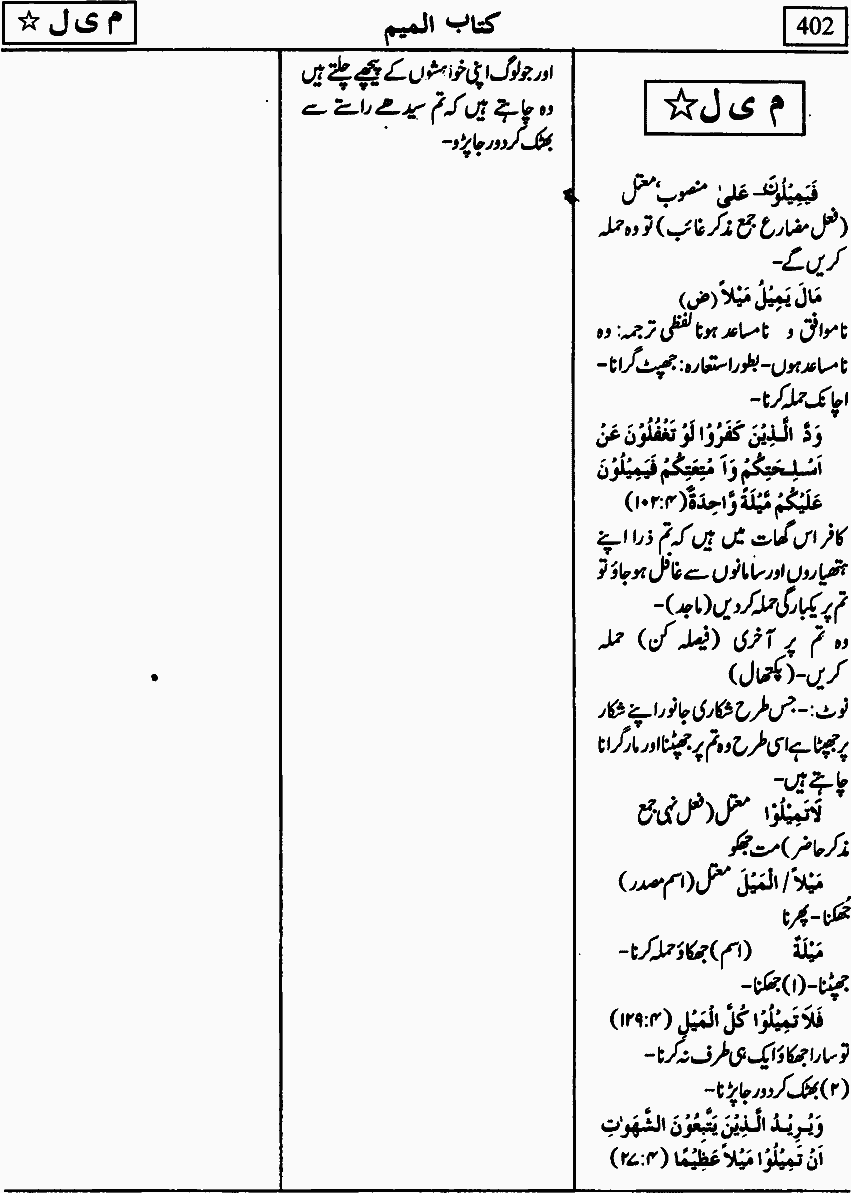 402
کتاب المیم
م ی ل ☆
م ی ل ☆
فَیَمِیْلُوْنَ- عَلیٰ منصوب، معتل
(فعل مضارع جمع مذکر غائب) تو وہ حملہ
کریں گے-
مَالَ یَمِیْلُ مَیْلاً (ض)
ناموافق و نامساعد ہونا لفظی ترجمہ: وہ
نامساعد ہوں- بطور استعارہ: جھپٹ گرانا-
اچانک حملہ کرنا-
وَدَّ الَّذِیْنَ کَفَرُوْا لَوْ تَغْفُلُوْنَ عَنْ
اَسْلِحَتِکُمْ وَاَ مْتِعَتِکُمْ فَیَمِیْلُوْنَ
عَلَیْکُمْ مَّیْلَةً وَّاحِدَةً (۱۰۲:۴)
کافر اس گھات میں ہیں کہ تم ذرا اپنے
ہتھیاروں اور سامانوں سے غافل ہو جاؤ تو
تم پر یکبارگی حملہ کر دیں (ماجد)-
وہ تم پر آخری (فیصلہ کن) حملہ
کریں- (پکتھال)
نوٹ:- جس طرح شکاری جانور اپنے شکار
پر جھپٹتا ہے اسی طرح وہ تم پر جھپٹنا اور مار گرانا
چاہتے ہیں-
لَاتَمِیْلُوْا معتل (فعل نہی جمع
مذکر حاضر) مت جھکو
مَیْلاً / الْمَیْلَ معتل (اسم مصدر)
جُھکنا- پھرنا
مَیْلَةً (اسم) جھکاؤ حملہ کرنا-
جھپٹنا- (۱) جھکنا-
فَلَا تَمِیْلُوْا کُلَّ الْمَیْلِ (۱۲۹:۴)
تو سارا جھکاؤ ایک ہی طرف نہ کرنا-
(۲) بھٹک کر دور جا پڑنا-
وَیُرِیْدُ الَّذِیْنَ یَتَّبِعُوْنَ الشَّهَوٰتِ
اَنْ تَمِیْلُوْا مَیْلاً عَظِیْمًا (۲۷:۴)
اور جو لوگ اپنی خواہشوں کے پیچھے چلتے ہیں
وہ چاہتے ہیں کہ تم سیدھے راستے سے
بھٹک کر دور جا پڑو-